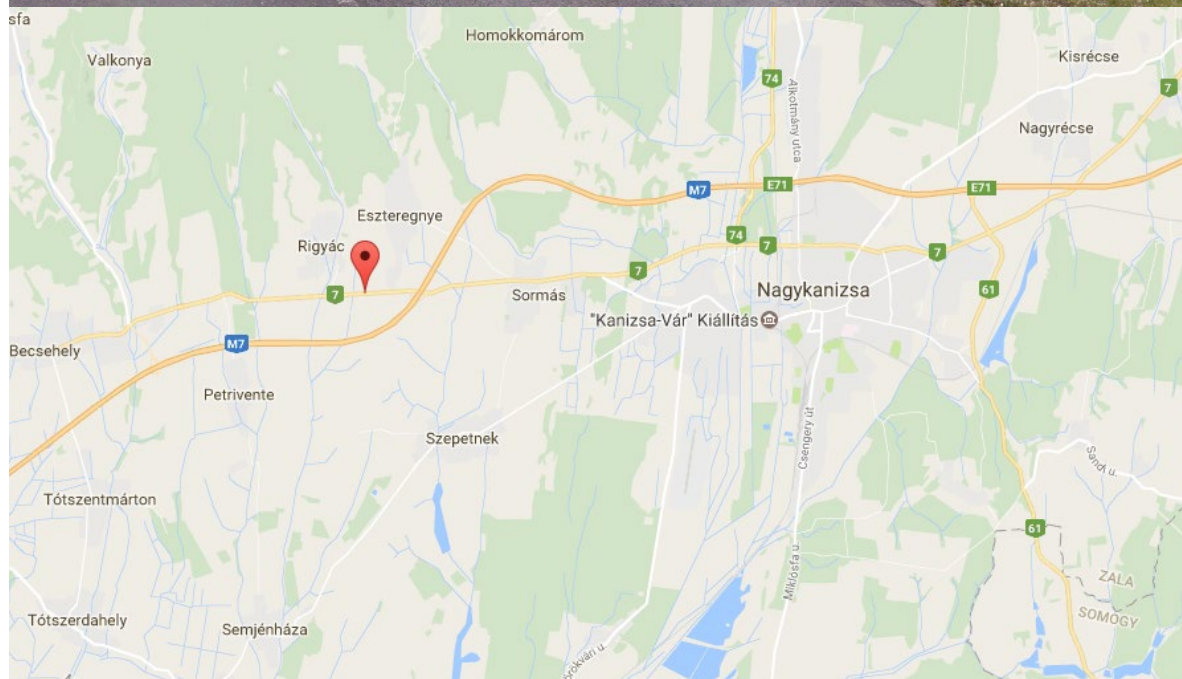 sfa
Homokkomárom
Valkonya
Kisrécse
74
7
Alkotmány utca
Nagyrécse
M7
E71
E71
Eszteregnye
74
7
7
Rigyác
7
7
Sormás
Nagykanizsa
61
"Kanizsa-Vár" Kiállítás
M7
Becsehely
Petrivente
Szepetnek
Csengery út
Sandi u.
Tótszentmárton
61
Miklósfa u
ZALA
SOMOGY
Tótszerdahely
Semjénháza